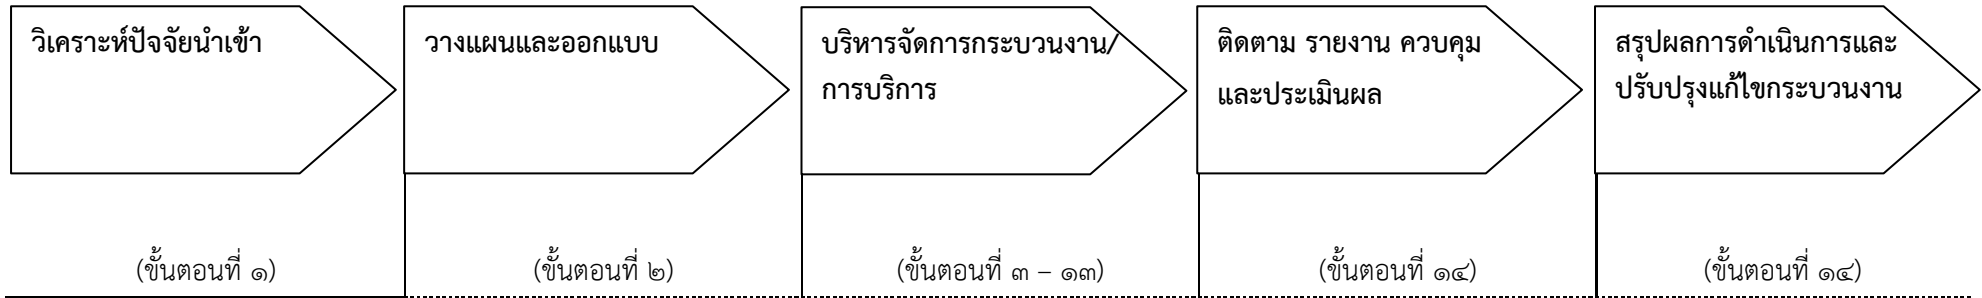 วิเคราะห์ปัจจัยนำเข้า
วางแผนและออกแบบ
บริหารจัดการกระบวนงาน/
การบริการ
ติดตาม รายงาน ควบคุม
และประเมินผล
สรุปผลการดำเนินการและ
ปรับปรุงแก้ไขกระบวนงาน
(ขั้นตอนที่ ๑)
(ขั้นตอนที่ ๒)
(ขั้นตอนที่ ๓ – ๑๓)
(ขั้นตอนที่ ๑๔)
(ขั้นตอนที่ ๑๔)